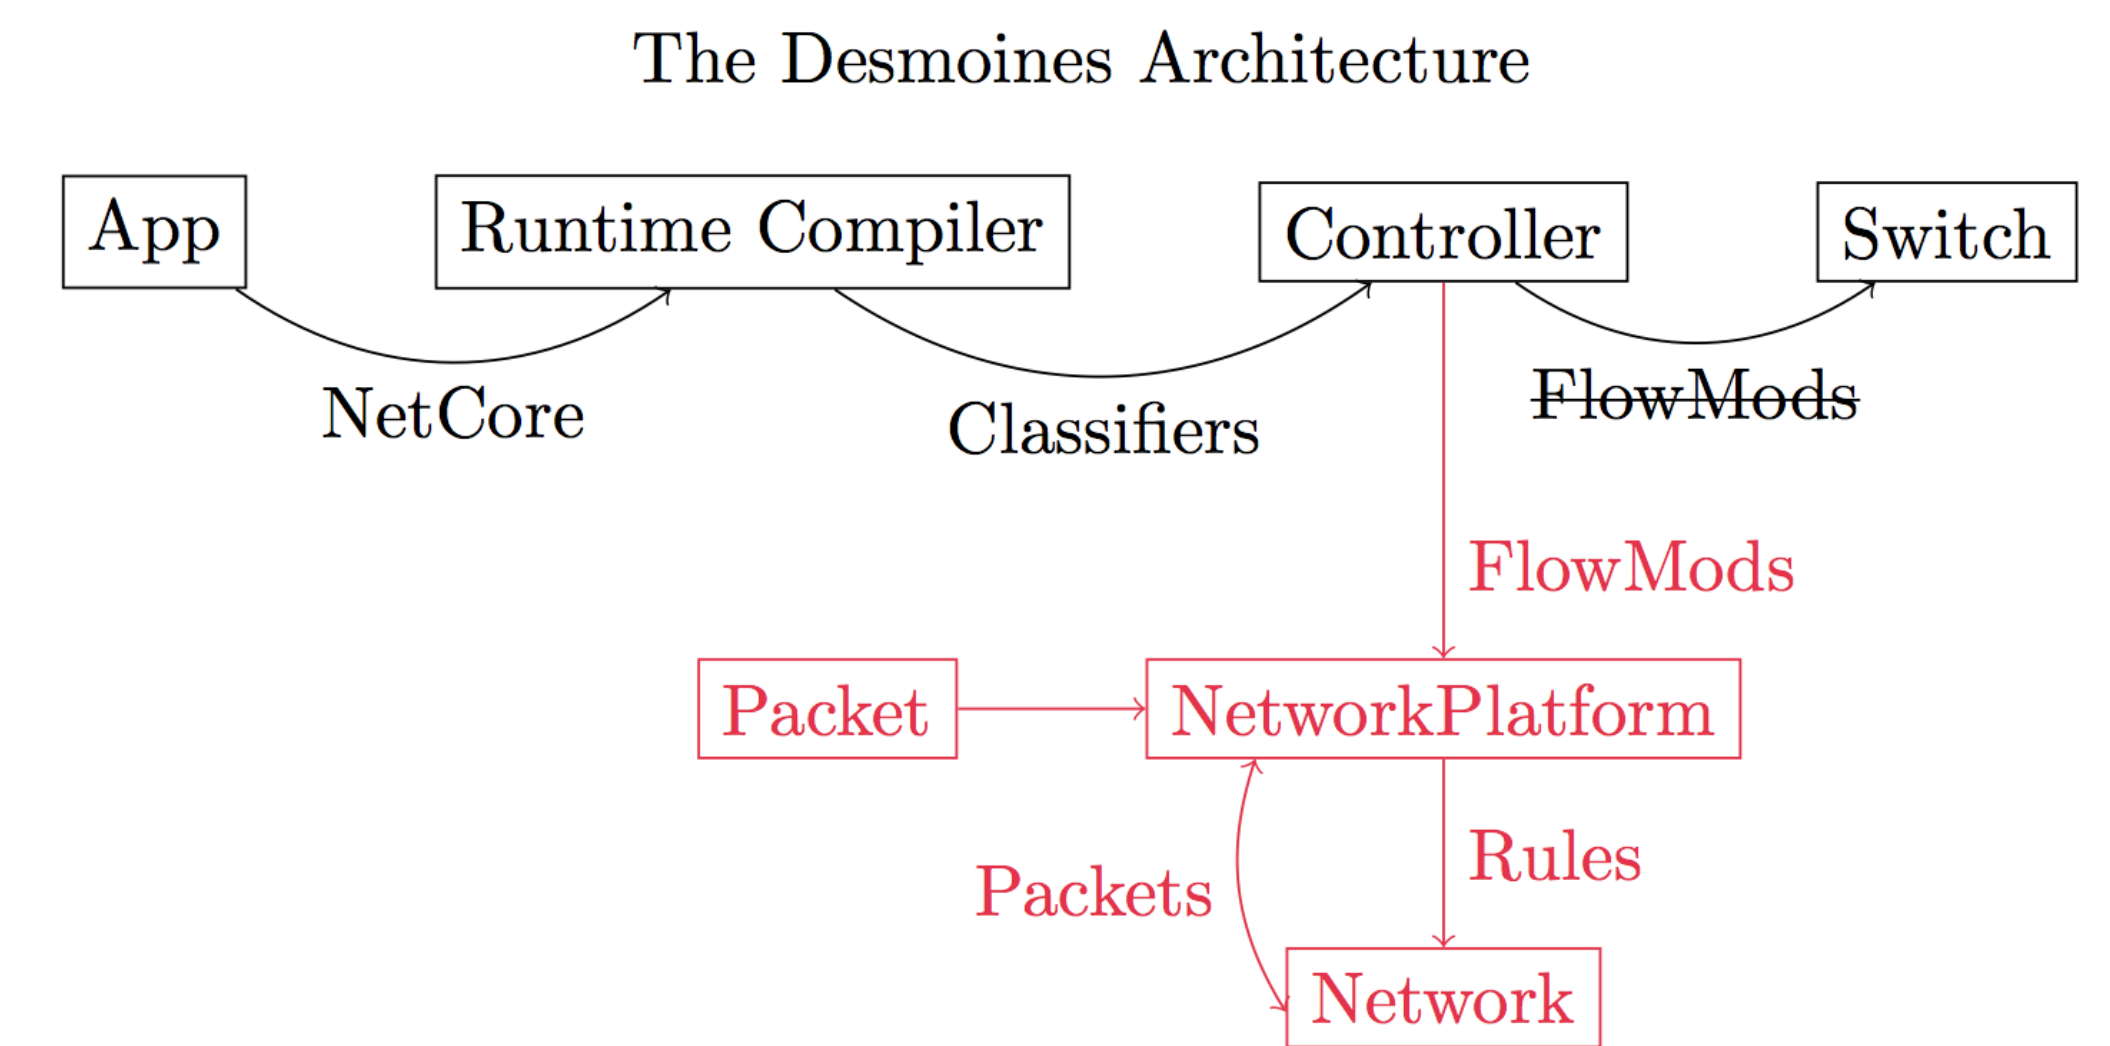 The Desmoines Architecture
App
Runtime Compiler
Controller
Switch
NetCore
Classifiers
FlowMods
FlowMods
Packet
NetworkPlatform
Packets
Rules
Network